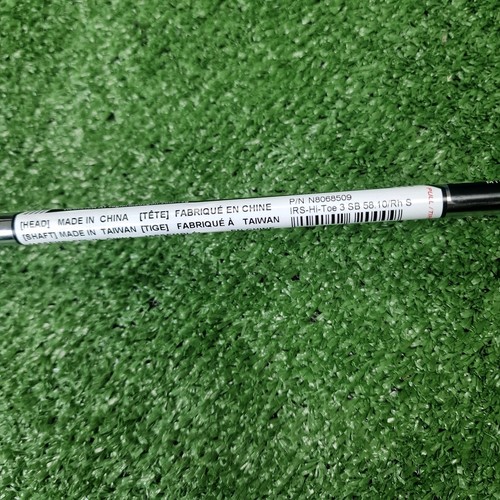 [HEAD] MADE IN CHINA [TÊTE] FABRIQUÉ EN CHINE
[SHAFT] MADE IN TAIWAN [TIGE] FABRIQUÉ À TAIWAN
P/N N8068509
IRS-Hi-Toe 3 SB 58.10/Rh S